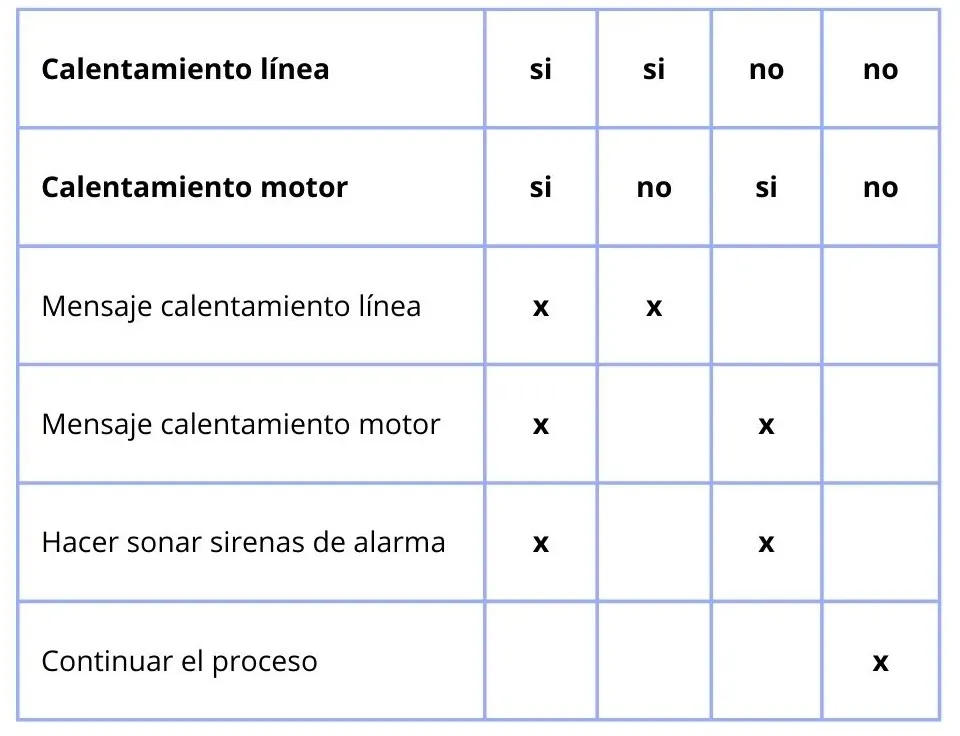 Calentamiento línea si si no no
Calentamiento motor si no si no
Mensaje calentamiento línea x x
Mensaje calentamiento motor x x
Hacer sonar sirenas de alarma x x
Continuar el proceso x